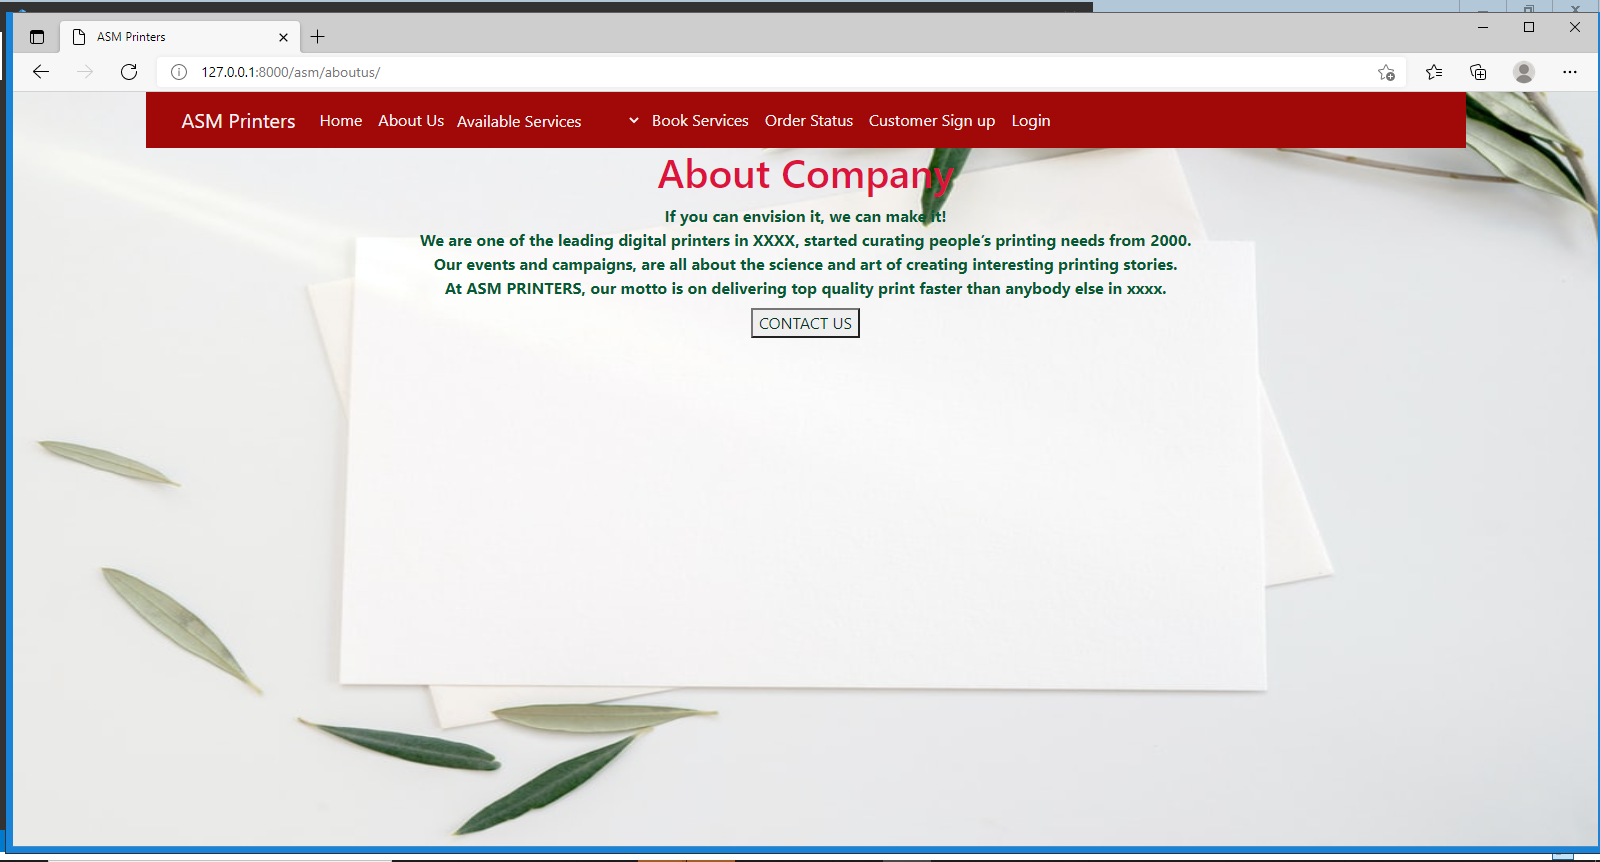 ASM Printers
127.0.0.1:8000/asm/aboutus/
ASM Printers Home About Us Available Services Book Services Order Status Customer Sign up Login
About Company
If you can envision it, we can make it!
We are one of the leading digital printers in XXXX, started curating people’s printing needs from 2000.
Our events and campaigns, are all about the science and art of creating interesting printing stories.
At ASM PRINTERS, our motto is on delivering top quality print faster than anybody else in xxxx.
CONTACT US